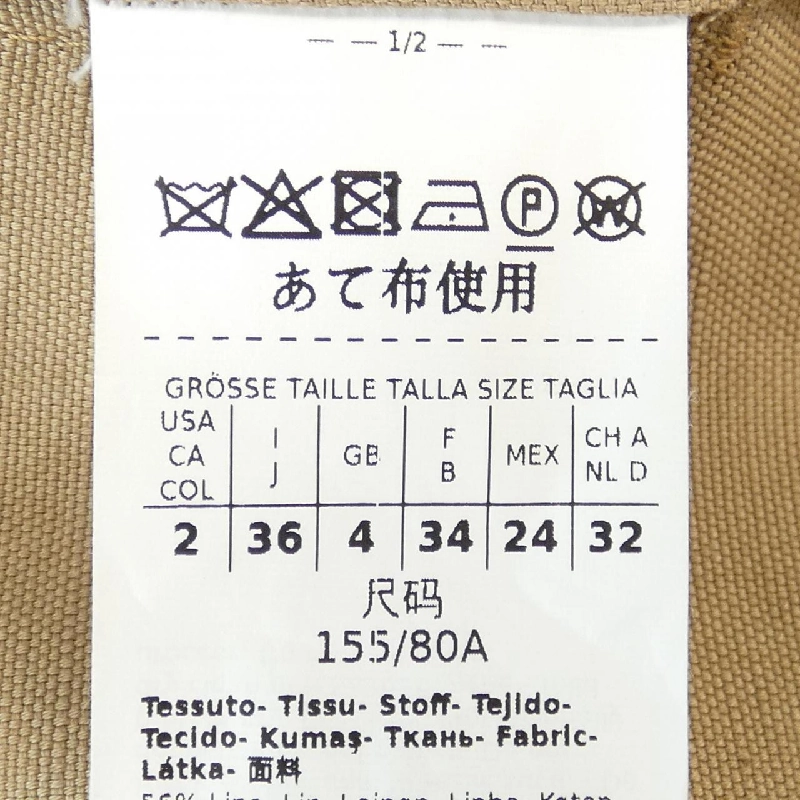 — — 1/2 — —
P W
あて布使用
GRÖSSE TAILLE TALLA SIZE TAGLIA
USA CA COL I J GB F B MEX CH A NL D
2 36 4 34 24 32
尺码
155/80A
Tessuto- Tissu- Stoff- Tejido-
Tecido- Kumaş- Ткань- Fabric-
Látka- 面料